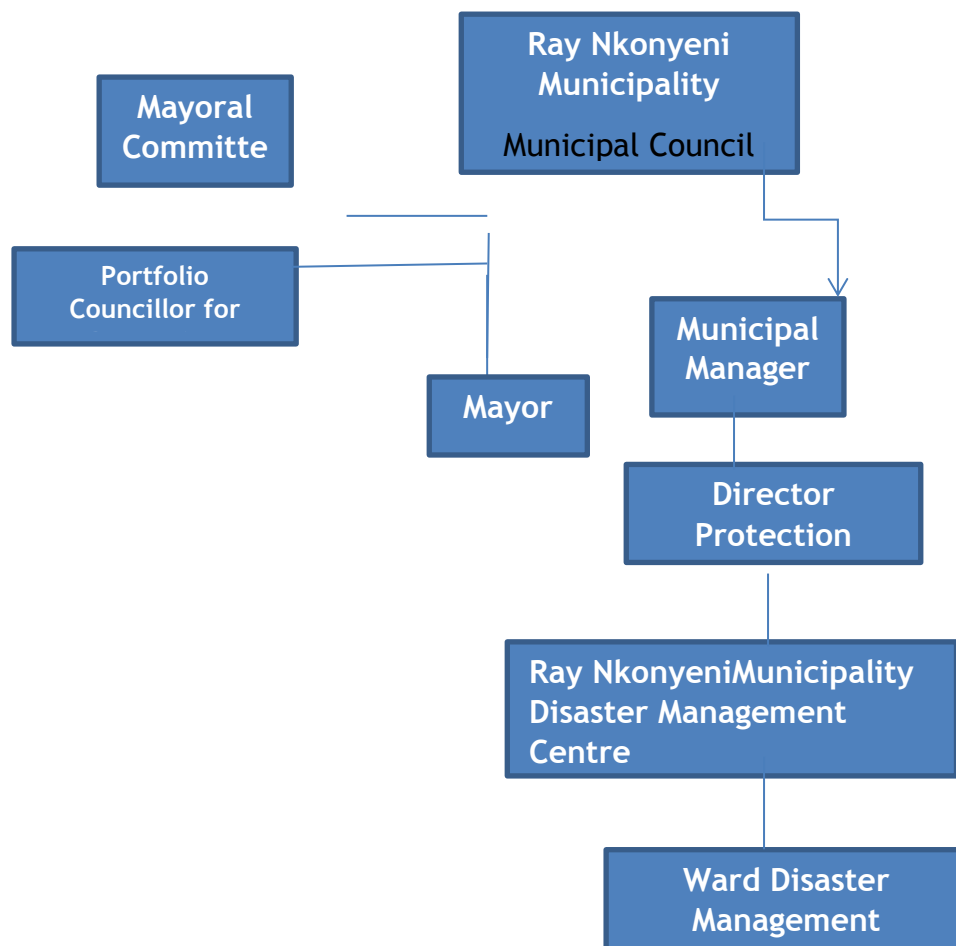 Ray Nkonyeni
Municipality
Municipal Council
Mayoral
Committe
Portfolio
Councillor for
Municipal
Manager
Mayor
Director
Protection
Ray NkonyeniMunicipality
Disaster Management
Centre
Ward Disaster
Management